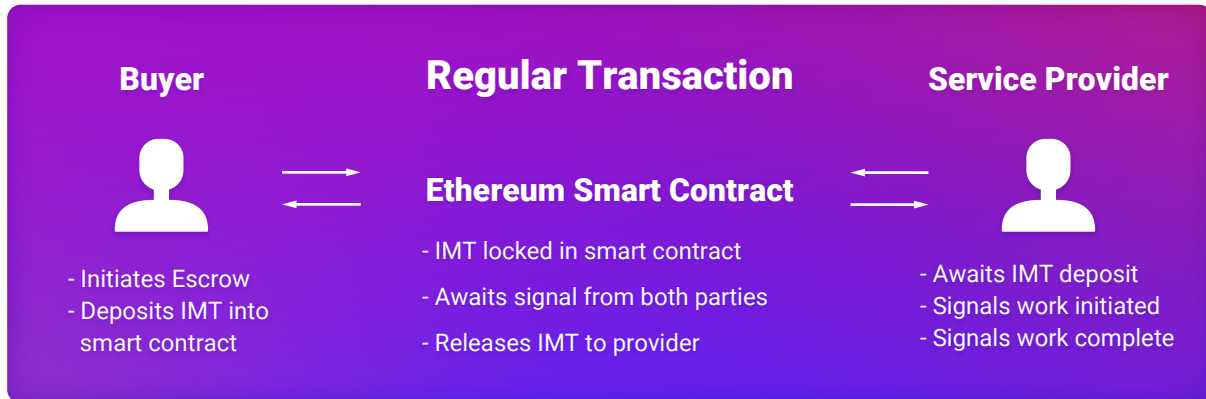 Buyer
- Initiates Escrow
- Deposits IMT into
smart contract
Regular Transaction
Ethereum Smart Contract
- IMT locked in smart contract
- Awaits signal from both parties
- Releases IMT to provider
Service Provider
- Awaits IMT deposit
- Signals work initiated
- Signals work complete